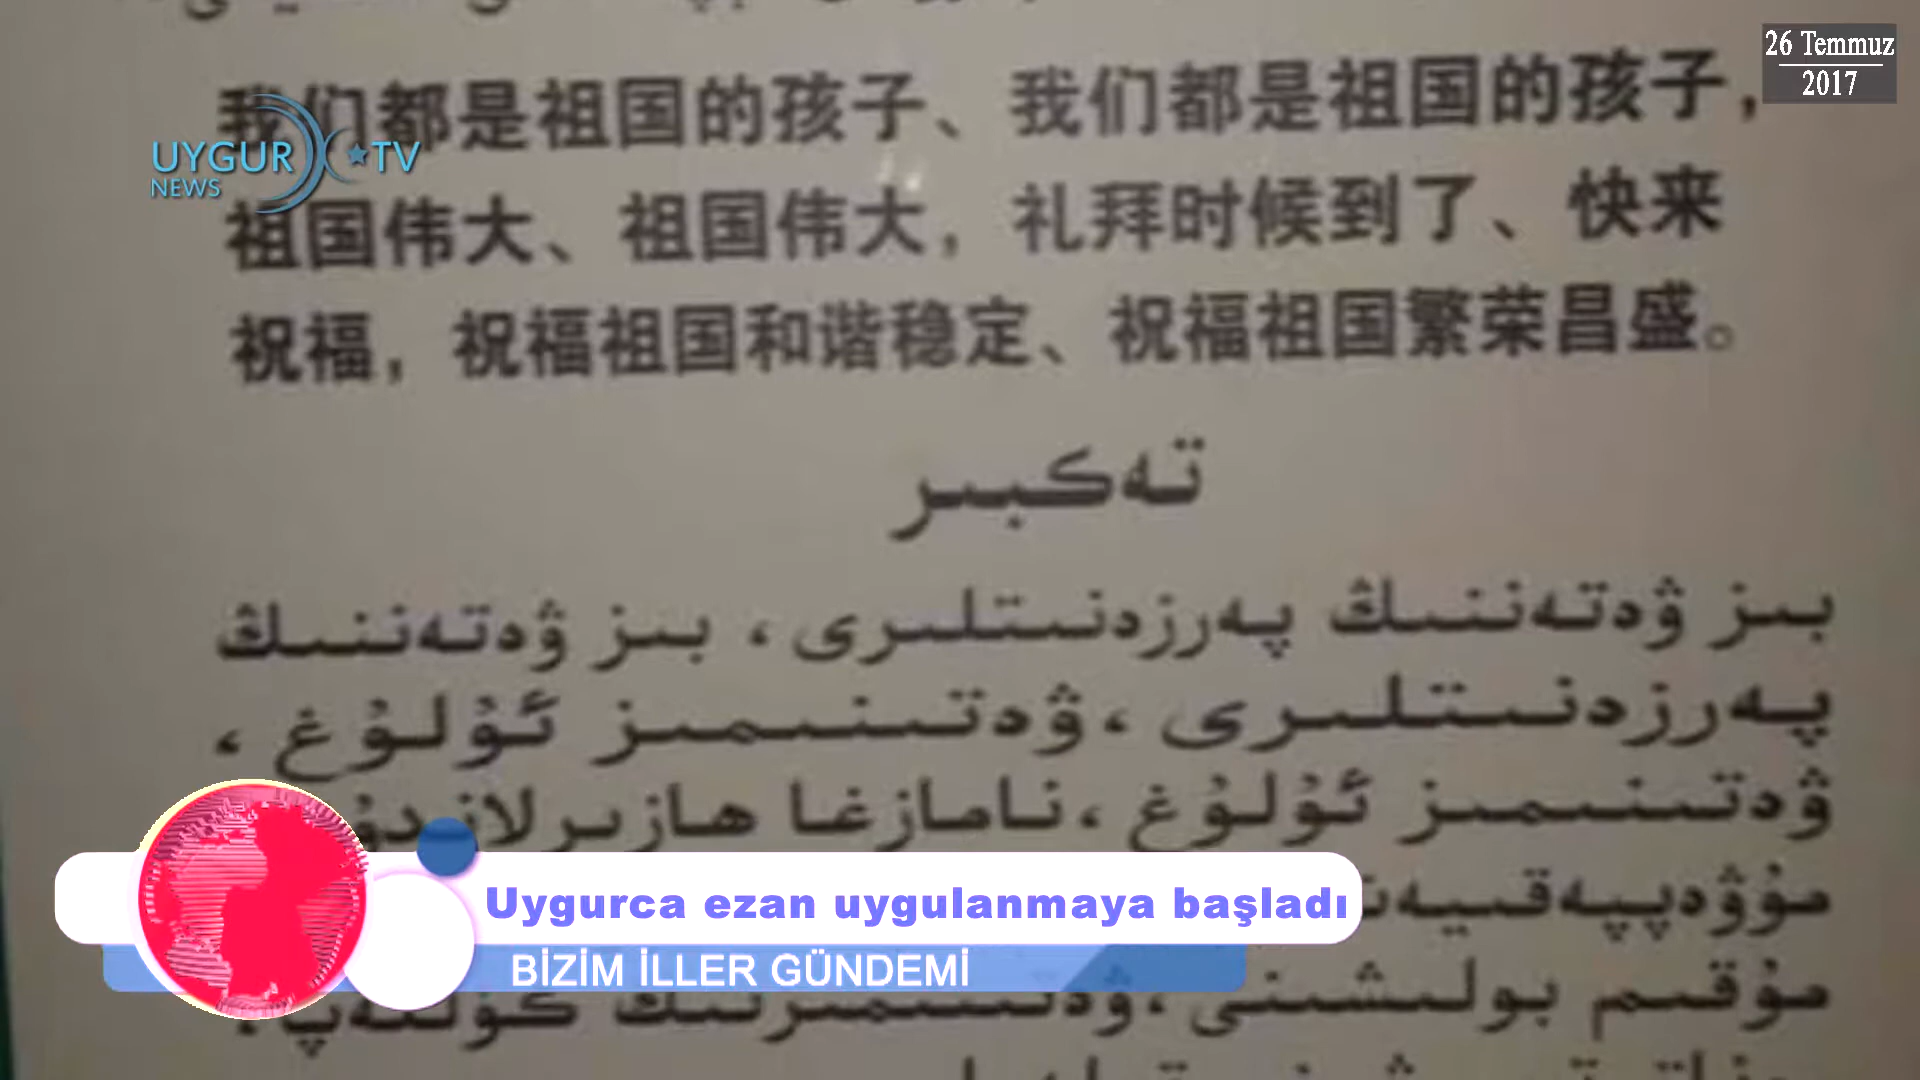 26 Temmuz
2017
我们都是祖国的孩子、我们都是祖国的孩子，
UYGUR TV
NEWS
祖国伟大、祖国伟大，礼拜时候到了、快来
祝福，祝福祖国和谐稳定、祝福祖国繁荣昌盛。
تەكبىر
بىز ۋەتەننىڭ پەرزەنتلىرى، بىز ۋەتەننىڭ
پەرزەنتلىرى، ۋەتىنىمىز ئۇلۇغ،
ۋەتىنىمىز ئۇلۇغ، نامازغا ھازىرلاندۇ
مۇۋەپپەقىيەت
Uygurca ezan uygulanmaya başladı
BİZİM İLLER GÜNDEMİ
مۇقىم بولىشىنى، ۋەتىنىمىزنىڭ گۈللەپ،